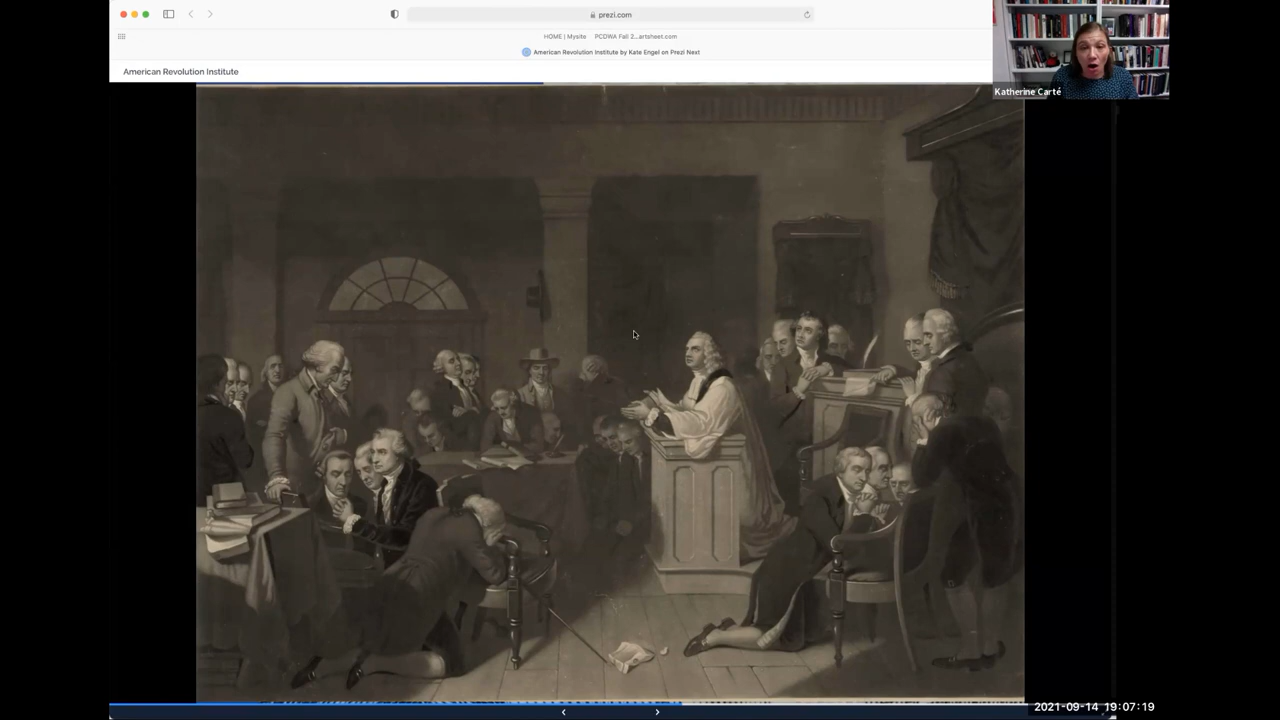 prezi.com
HOME | Mysite PCDWA Fall 2...artsheet.com
American Revolution Institute by Kate Engel on Prezi Next
American Revolution Institute
Katherine Carté
2021-09-14 19:07:19